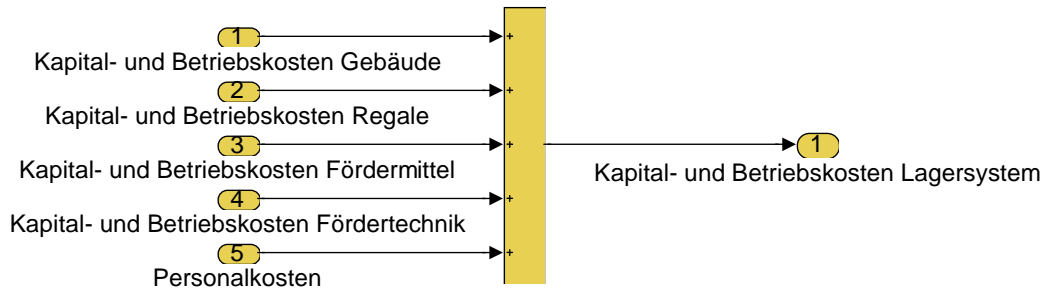 1
+
Kapital- und Betriebskosten Gebäude
2
+
Kapital- und Betriebskosten Regale
3
+
1
Kapital- und Betriebskosten Fördermittel
Kapital- und Betriebskosten Lagersystem
4
+
Kapital- und Betriebskosten Fördertechnik
5
+
Personalkosten